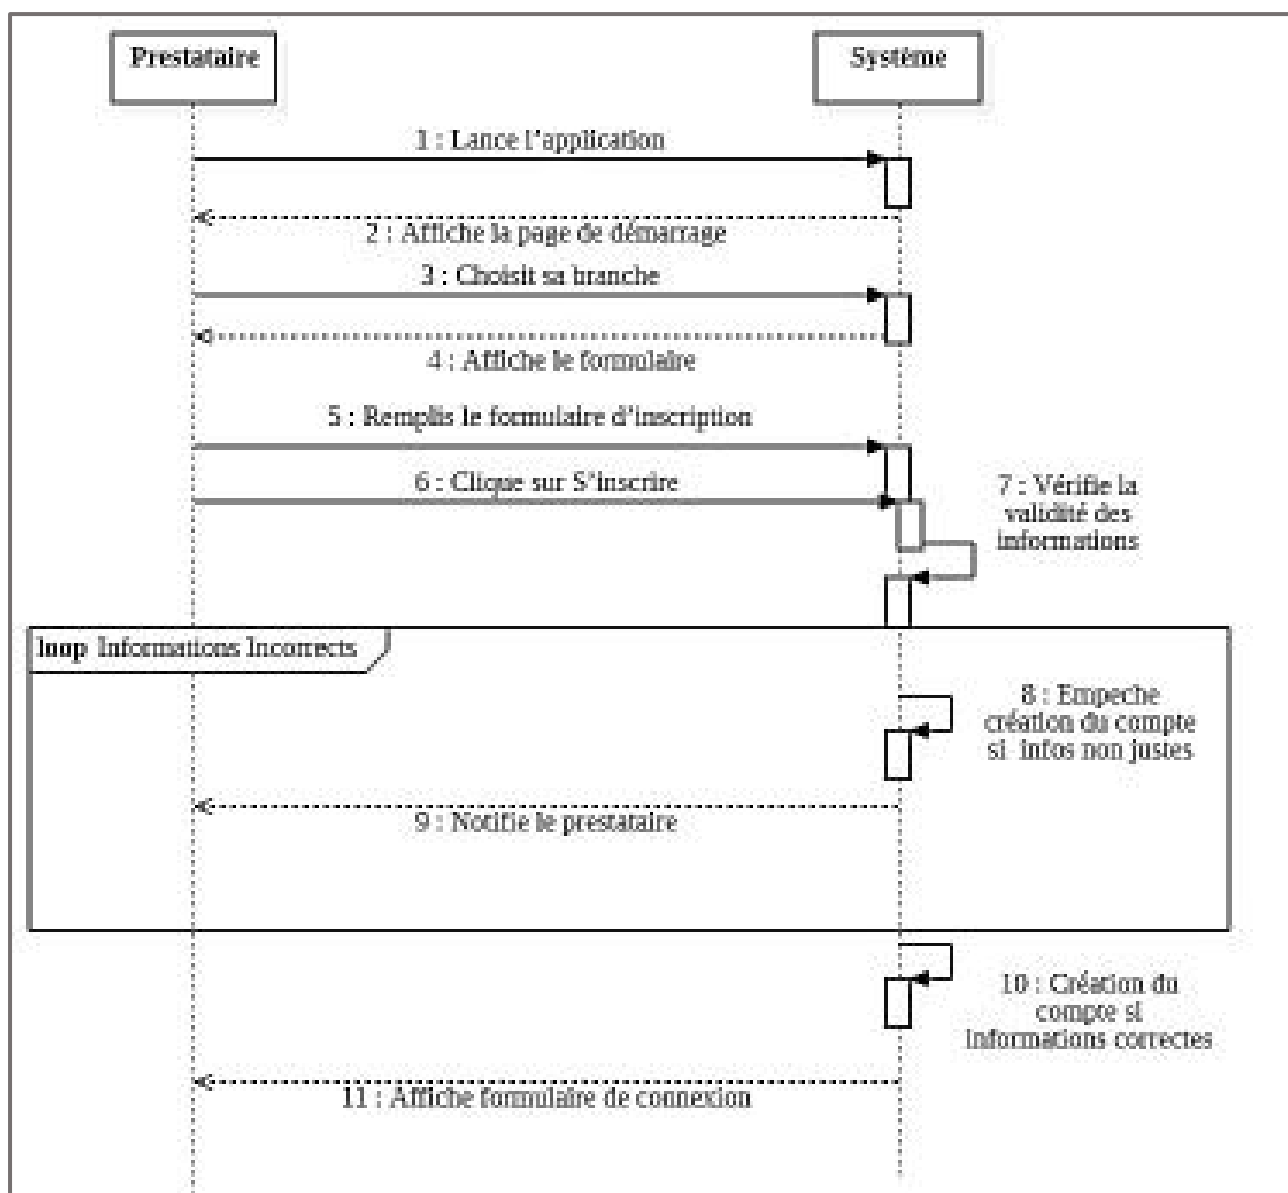 Prestataire
Système
1 : Lance l'application
2 : Affiche la page de démarrage
3 : Choisit sa branche
4 : Affiche le formulaire
5 : Remplis le formulaire d'inscription
6 : Clique sur S'inscrire
7 : Vérifie la
validité des
informations
loop Informations Incorrects
8 : Empeche
création du compte
si infos non justes
9 : Notifie le prestataire
10 : Création du
compte si
Informations correctes
11 : Affiche formulaire de connexion